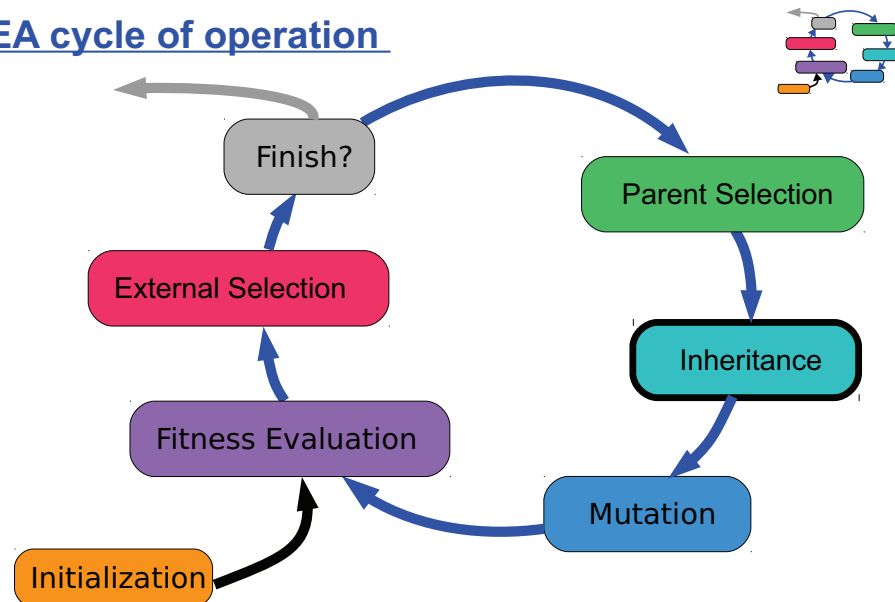 EA cycle of operation
Finish?
Parent Selection
External Selection
Inheritance
Fitness Evaluation
Mutation
Initialization